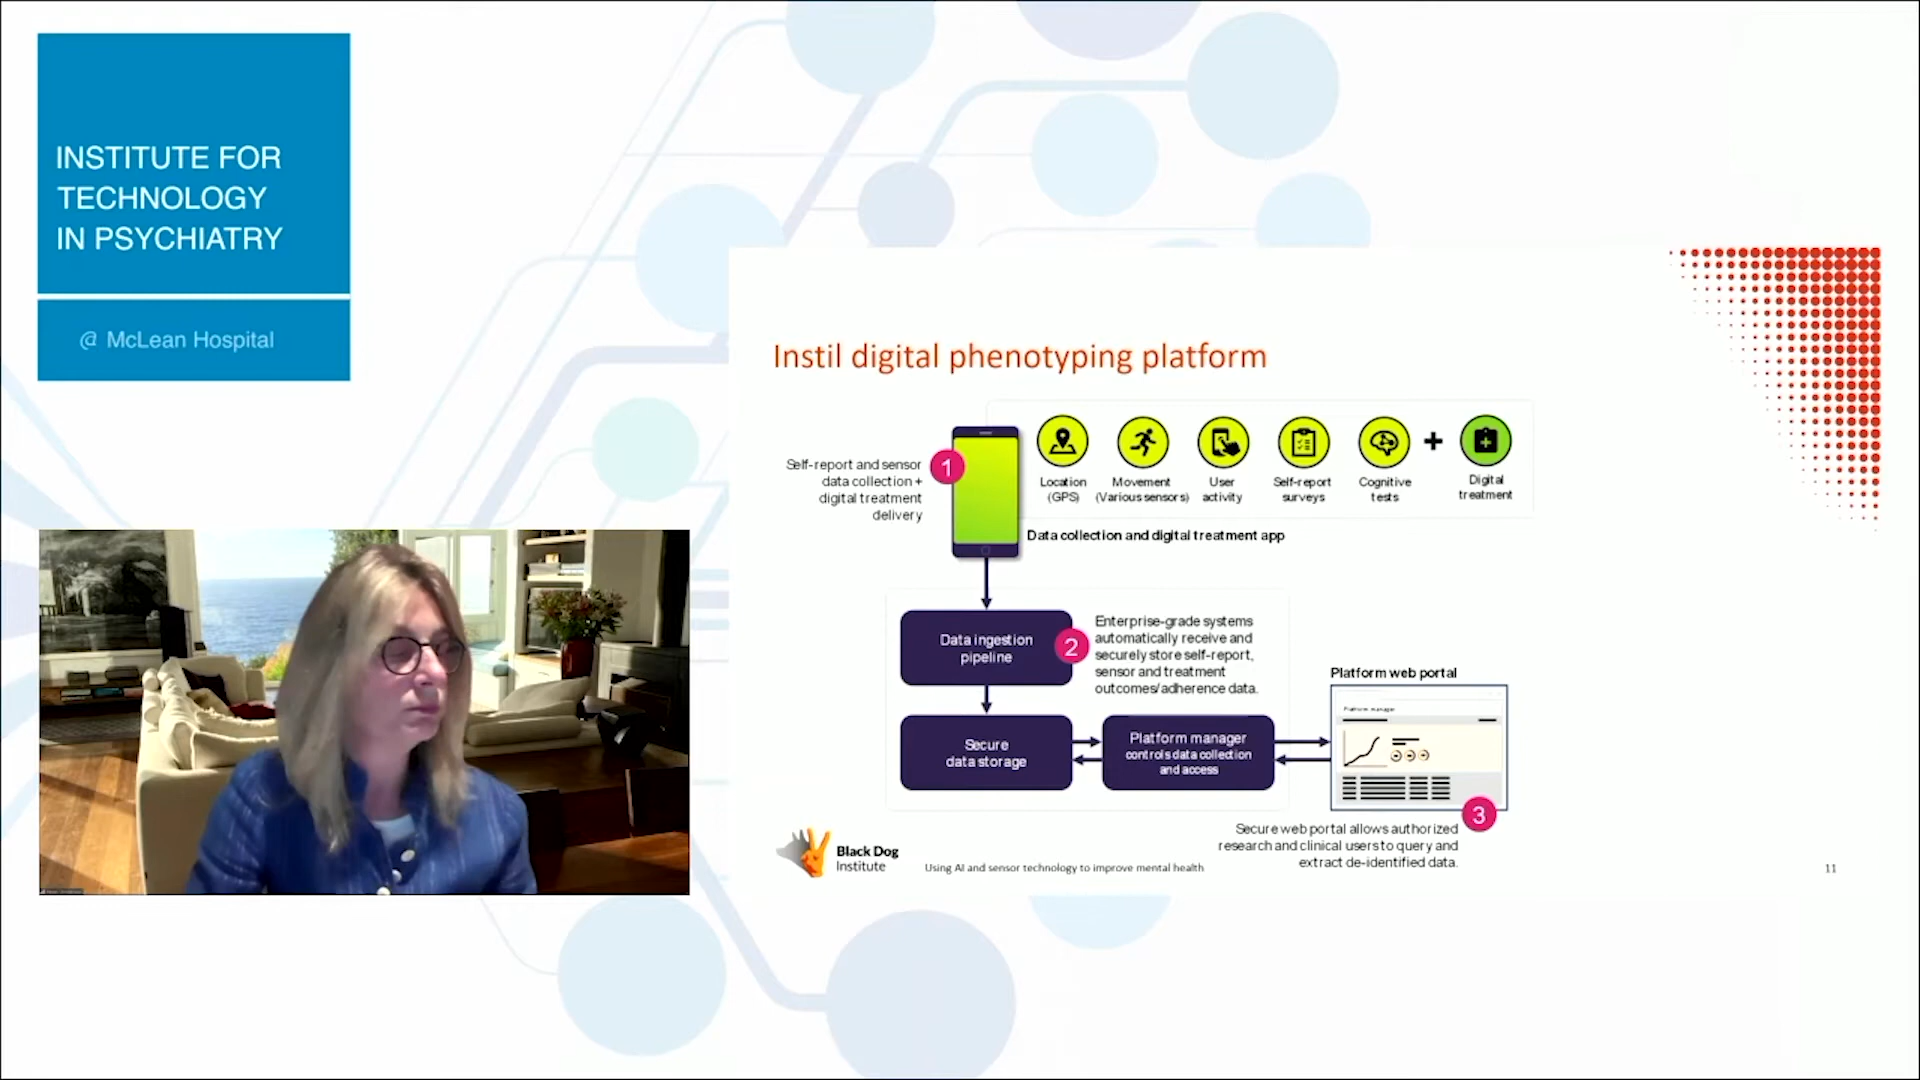 INSTITUTE FOR
TECHNOLOGY
IN PSYCHIATRY
@ McLean Hospital
Instil digital phenotyping platform
Self-report and sensor
data collection +
digital treatment
delivery
1
Location
(GPS)
Movement
(Various sensors)
User
activity
Self-report
surveys
Cognitive
tests
+
Digital
treatment
Data collection and digital treatment app
Data ingestion
pipeline
2
Enterprise-grade systems
automatically receive and
securely store self-report,
sensor and treatment
outcomes/adherence data.
Secure
data storage
Platform manager
controls data collection
and access
Platform web portal
Platform manager
3
Secure web portal allows authorized
research and clinical users to query and
extract de-identified data.
Black Dog
Institute
Using AI and sensor technology to improve mental health
11